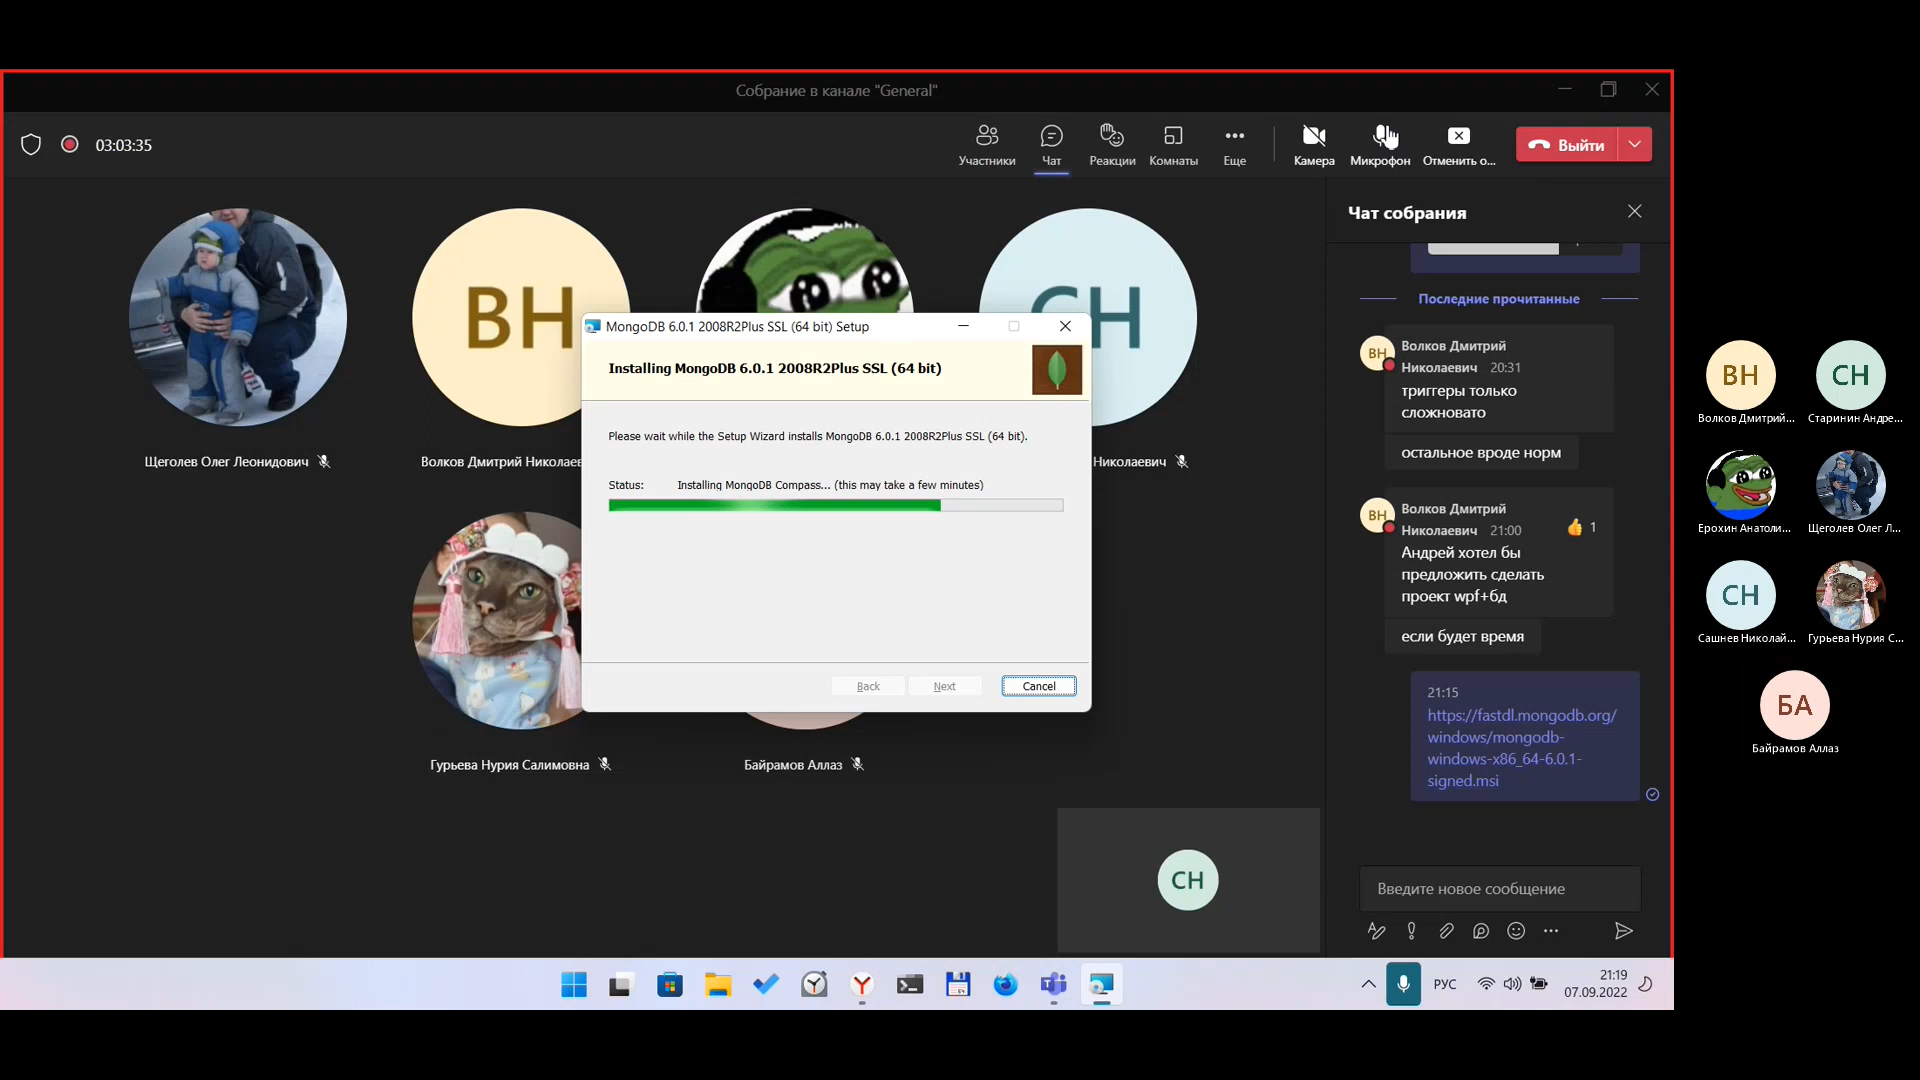 Собрание в канале "General"
03:03:35
Участники
Чат
Реакции
Комнаты
Еще
Камера
Микрофон
Отменить о...
Выйти
Чат собрания
Последние прочитанные
ВН
СН
Щеголев Олег Леонидович
Волков Дмитрий
Николаевич
MongoDB 6.0.1 2008R2Plus SSL (64 bit) Setup
Installing MongoDB 6.0.1 2008R2Plus SSL (64 bit)
Please wait while the Setup Wizard installs MongoDB 6.0.1 2008R2Plus SSL (64 bit).
Status: Installing MongoDB Compass... (this may take a few minutes)
Back
Next
Cancel
Гурьева Нурия Салимовна
Байрамов Аллаз
СН
ВН
Волков Дмитрий
Николаевич 20:31
триггеры только
сложновато
остальное вроде норм
ВН
Волков Дмитрий
Николаевич 21:00
1
Андрей хотел бы
предложить сделать
проект wpf+бд
если будет время
21:15
https://fastdl.mongodb.org/
windows/mongodb-
windows-x86_64-6.0.1-
signed.msi
Введите новое сообщение
РУС
21:19
07.09.2022
ВН
Волков Дмитрий...
СН
Старинин Андре...
Ерохин Анатоли...
Щеголев Олег Л...
СН
Сашнев Николай...
Гурьева Нурия С...
БА
Байрамов Аллаз